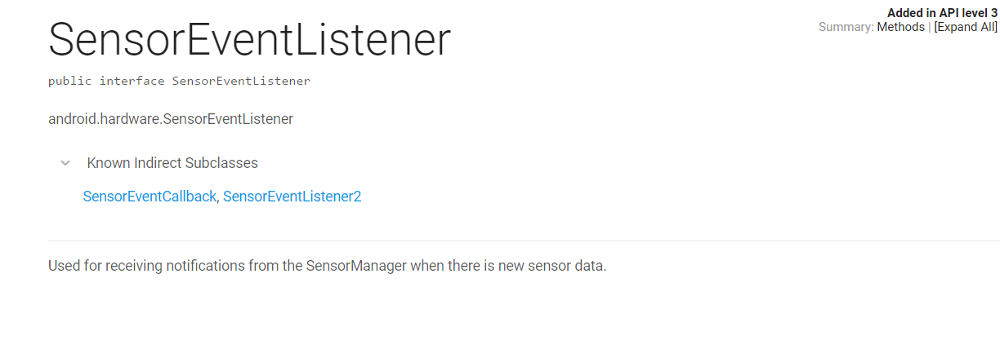 Added in API level 3
Summary: Methods | [Expand All]
SensorEventListener
public interface SensorEventListener
android.hardware.SensorEventListener
Known Indirect Subclasses
SensorEventCallback, SensorEventListener2
Used for receiving notifications from the SensorManager when there is new sensor data.